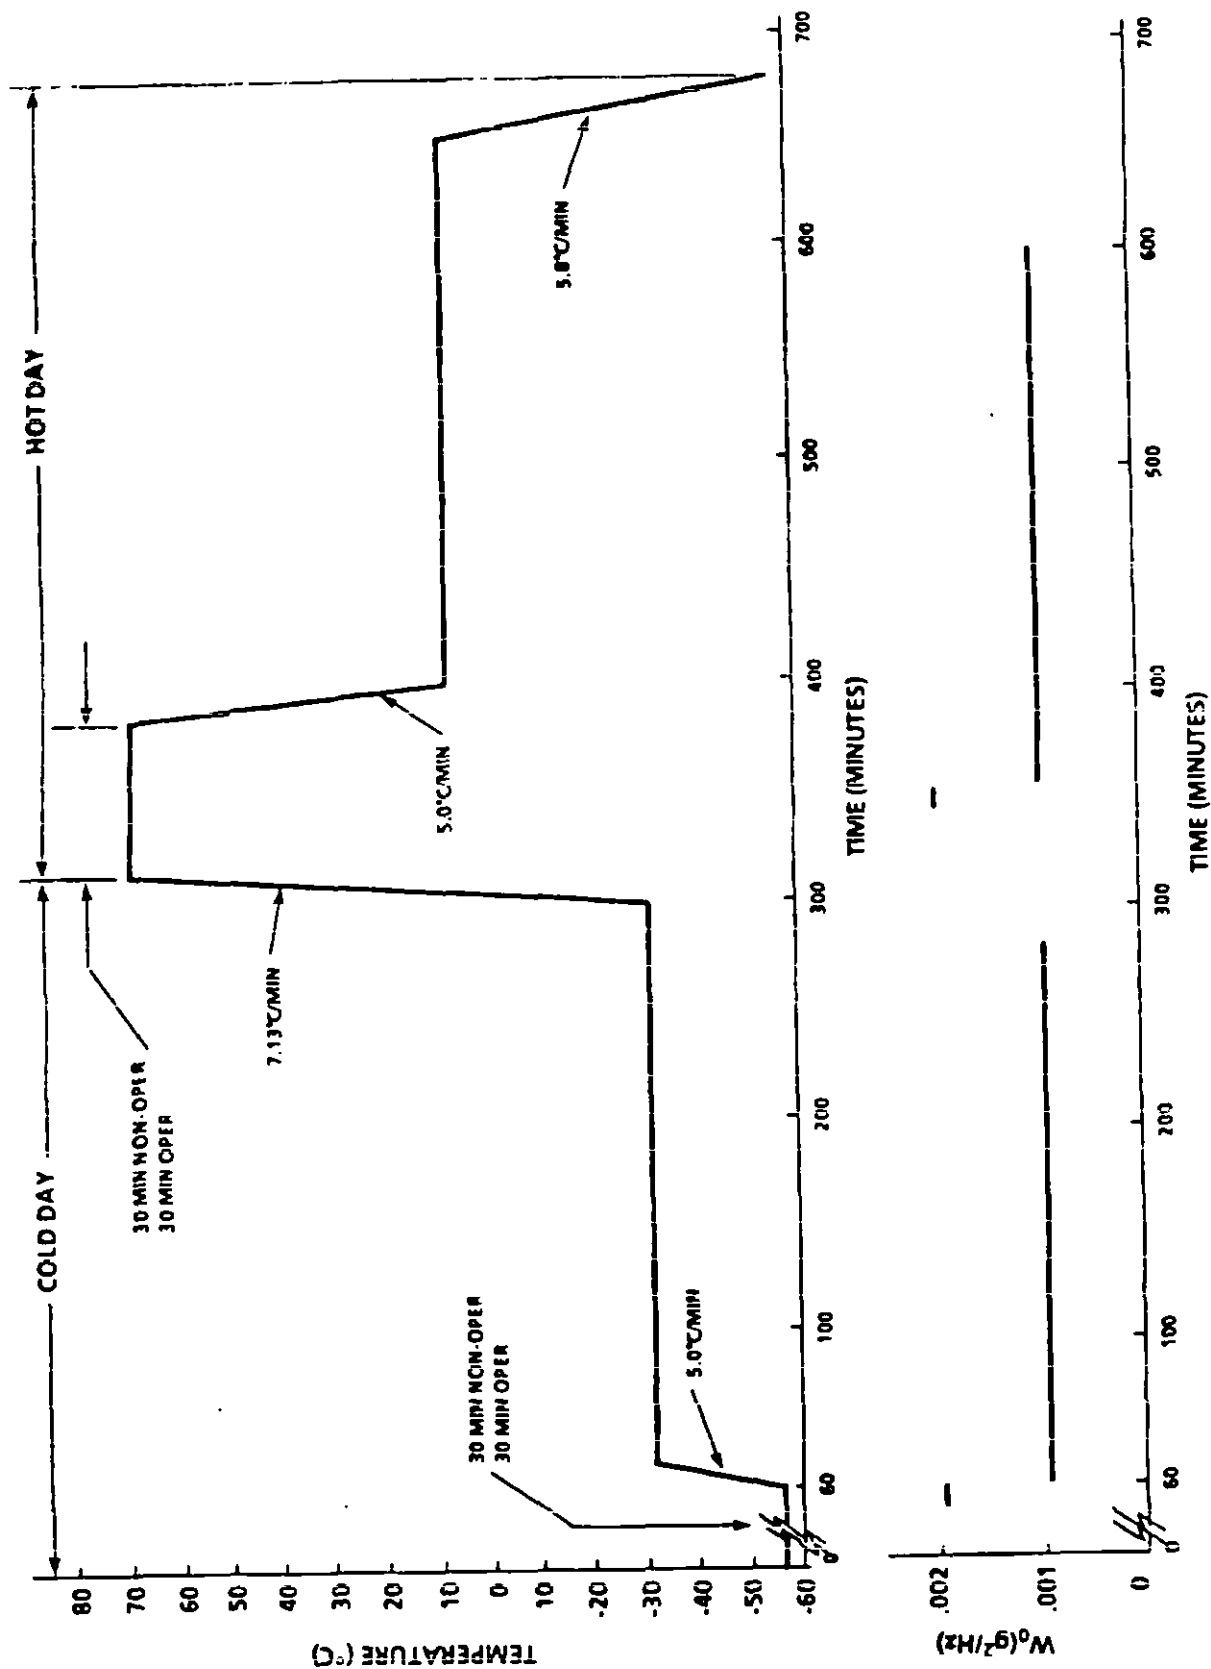 COLD DAY
HOT DAY
30 MIN NON-OPER
30 MIN OPER
7.13°C/MIN
5.0°C/MIN
5.8°C/MIN
30 MIN NON-OPER
30 MIN OPER
5.0°C/MIN
TEMPERATURE (°C)
80
70
60
50
40
30
20
10
0
-10
-20
-30
-40
-50
-60
0 60 100 200 300 400 500 600 700
TIME (MINUTES)
W₀(g²/Hz)
.002
.001
0
0 60 100 200 300 400 500 600 700
TIME (MINUTES)